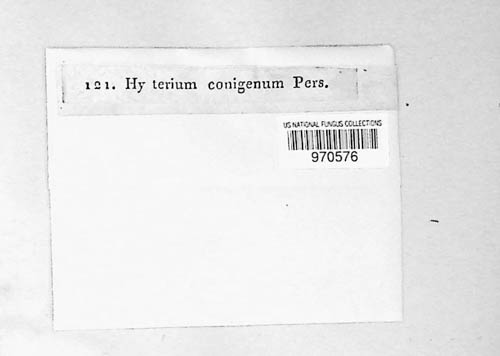 121. Hy terium conigenum Pers.
US NATIONAL FUNGUS COLLECTIONS
970576